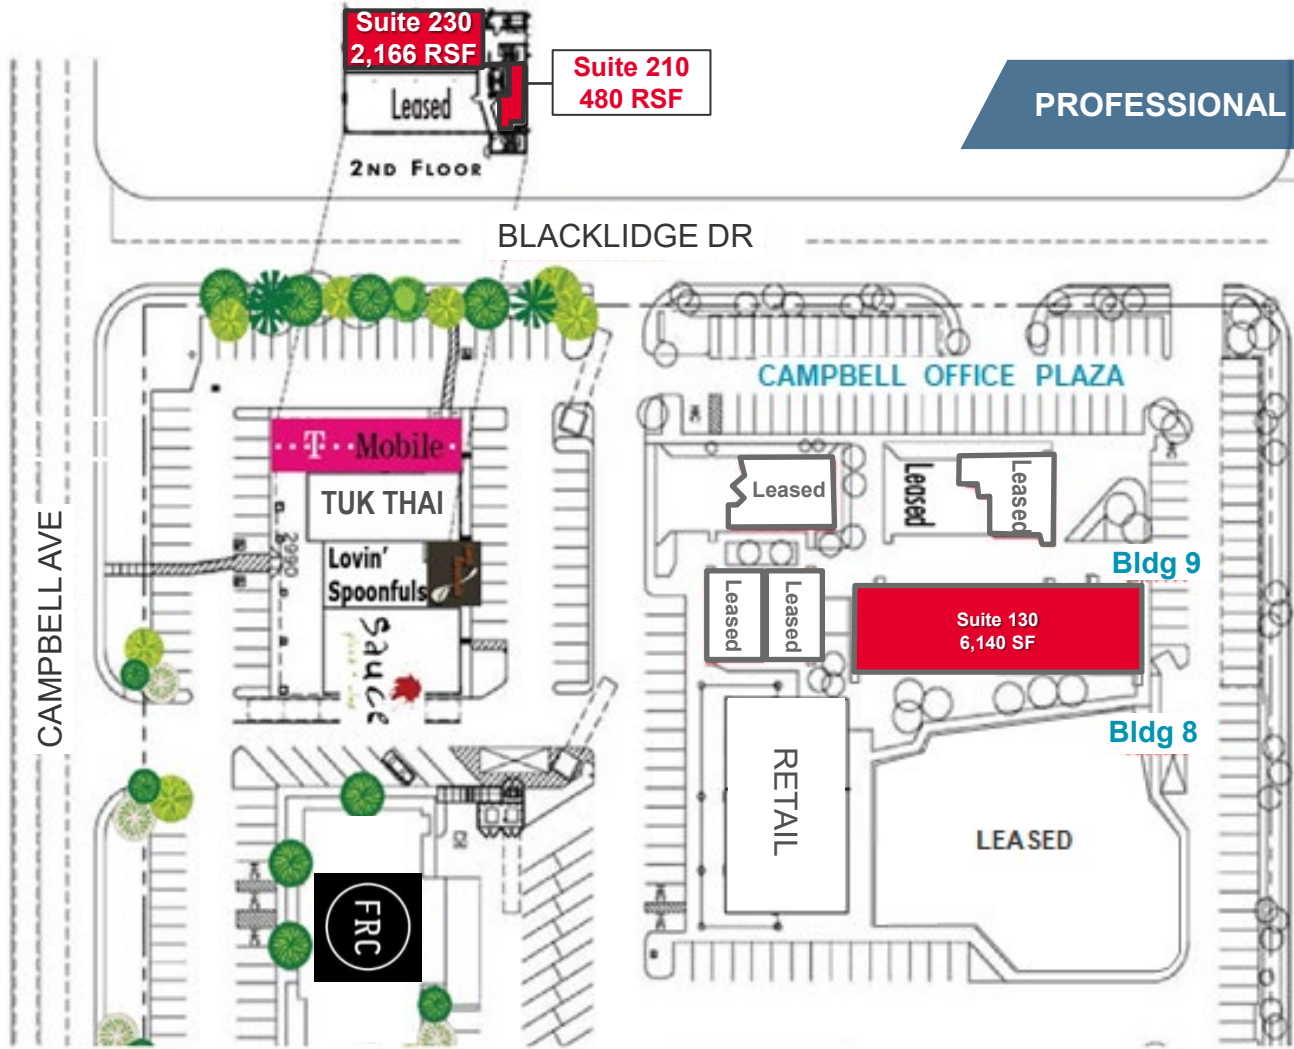 Suite 230
2,166 RSF
Suite 210
480 RSF
Leased
2ND FLOOR
PROFESSIONAL
BLACKLIDGE DR
CAMPBELL OFFICE PLAZA
HC
T Mobile
TUK THAI
2990
Lovin'
Spoonfuls
Sauce
CAMPBELL AVE
Leased
Leased
Leased
Bldg 9
Leased
Leased
Suite 130
6,140 SF
Bldg 8
RETAIL
LEASED
FRC